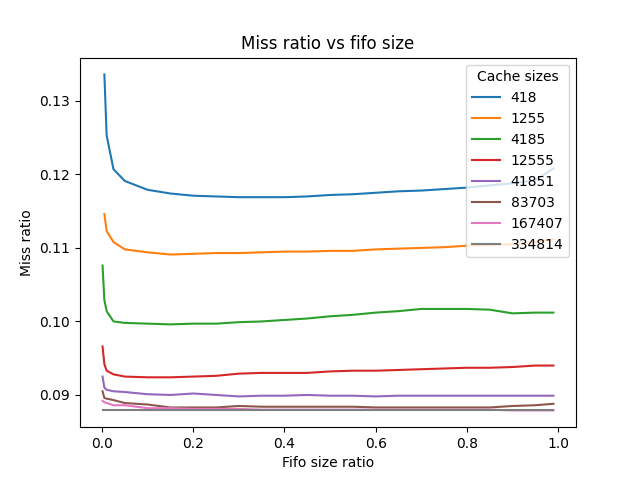 Miss ratio vs fifo size
Cache sizes
418
1255
4185
12555
41851
83703
167407
334814
0.13
0.12
0.11
0.10
0.09
Miss ratio
0.0 0.2 0.4 0.6 0.8 1.0
Fifo size ratio